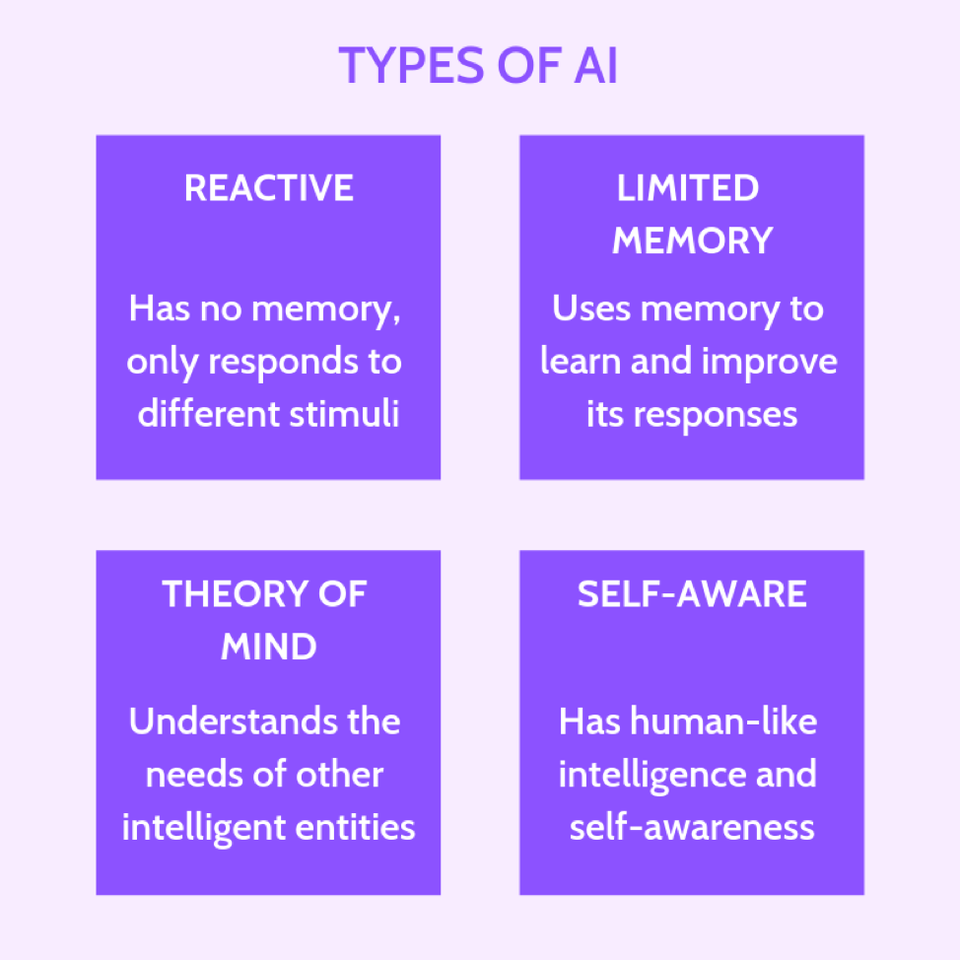 TYPES OF AI
REACTIVE
Has no memory,
only responds to
different stimuli
LIMITED
MEMORY
Uses memory to
learn and improve
its responses
THEORY OF
MIND
Understands the
needs of other
intelligent entities
SELF-AWARE
Has human-like
intelligence and
self-awareness